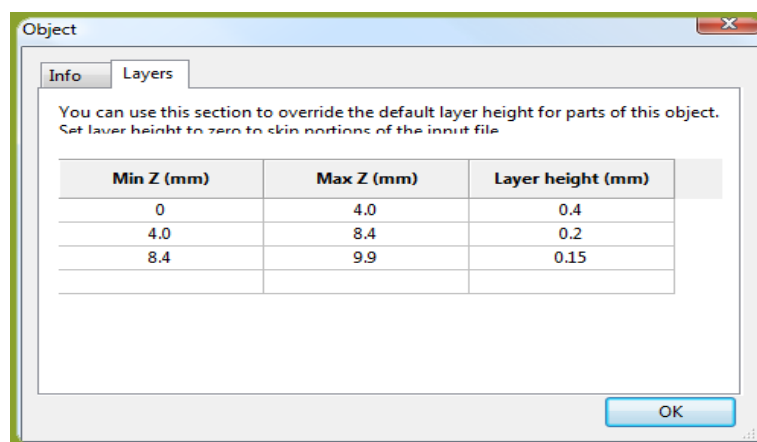 Object
Info Layers
You can use this section to override the default layer height for parts of this object.
Set layer height to zero to skip portions of the input file
Min Z (mm) Max Z (mm) Layer height (mm)
0 4.0 0.4
4.0 8.4 0.2
8.4 9.9 0.15
OK